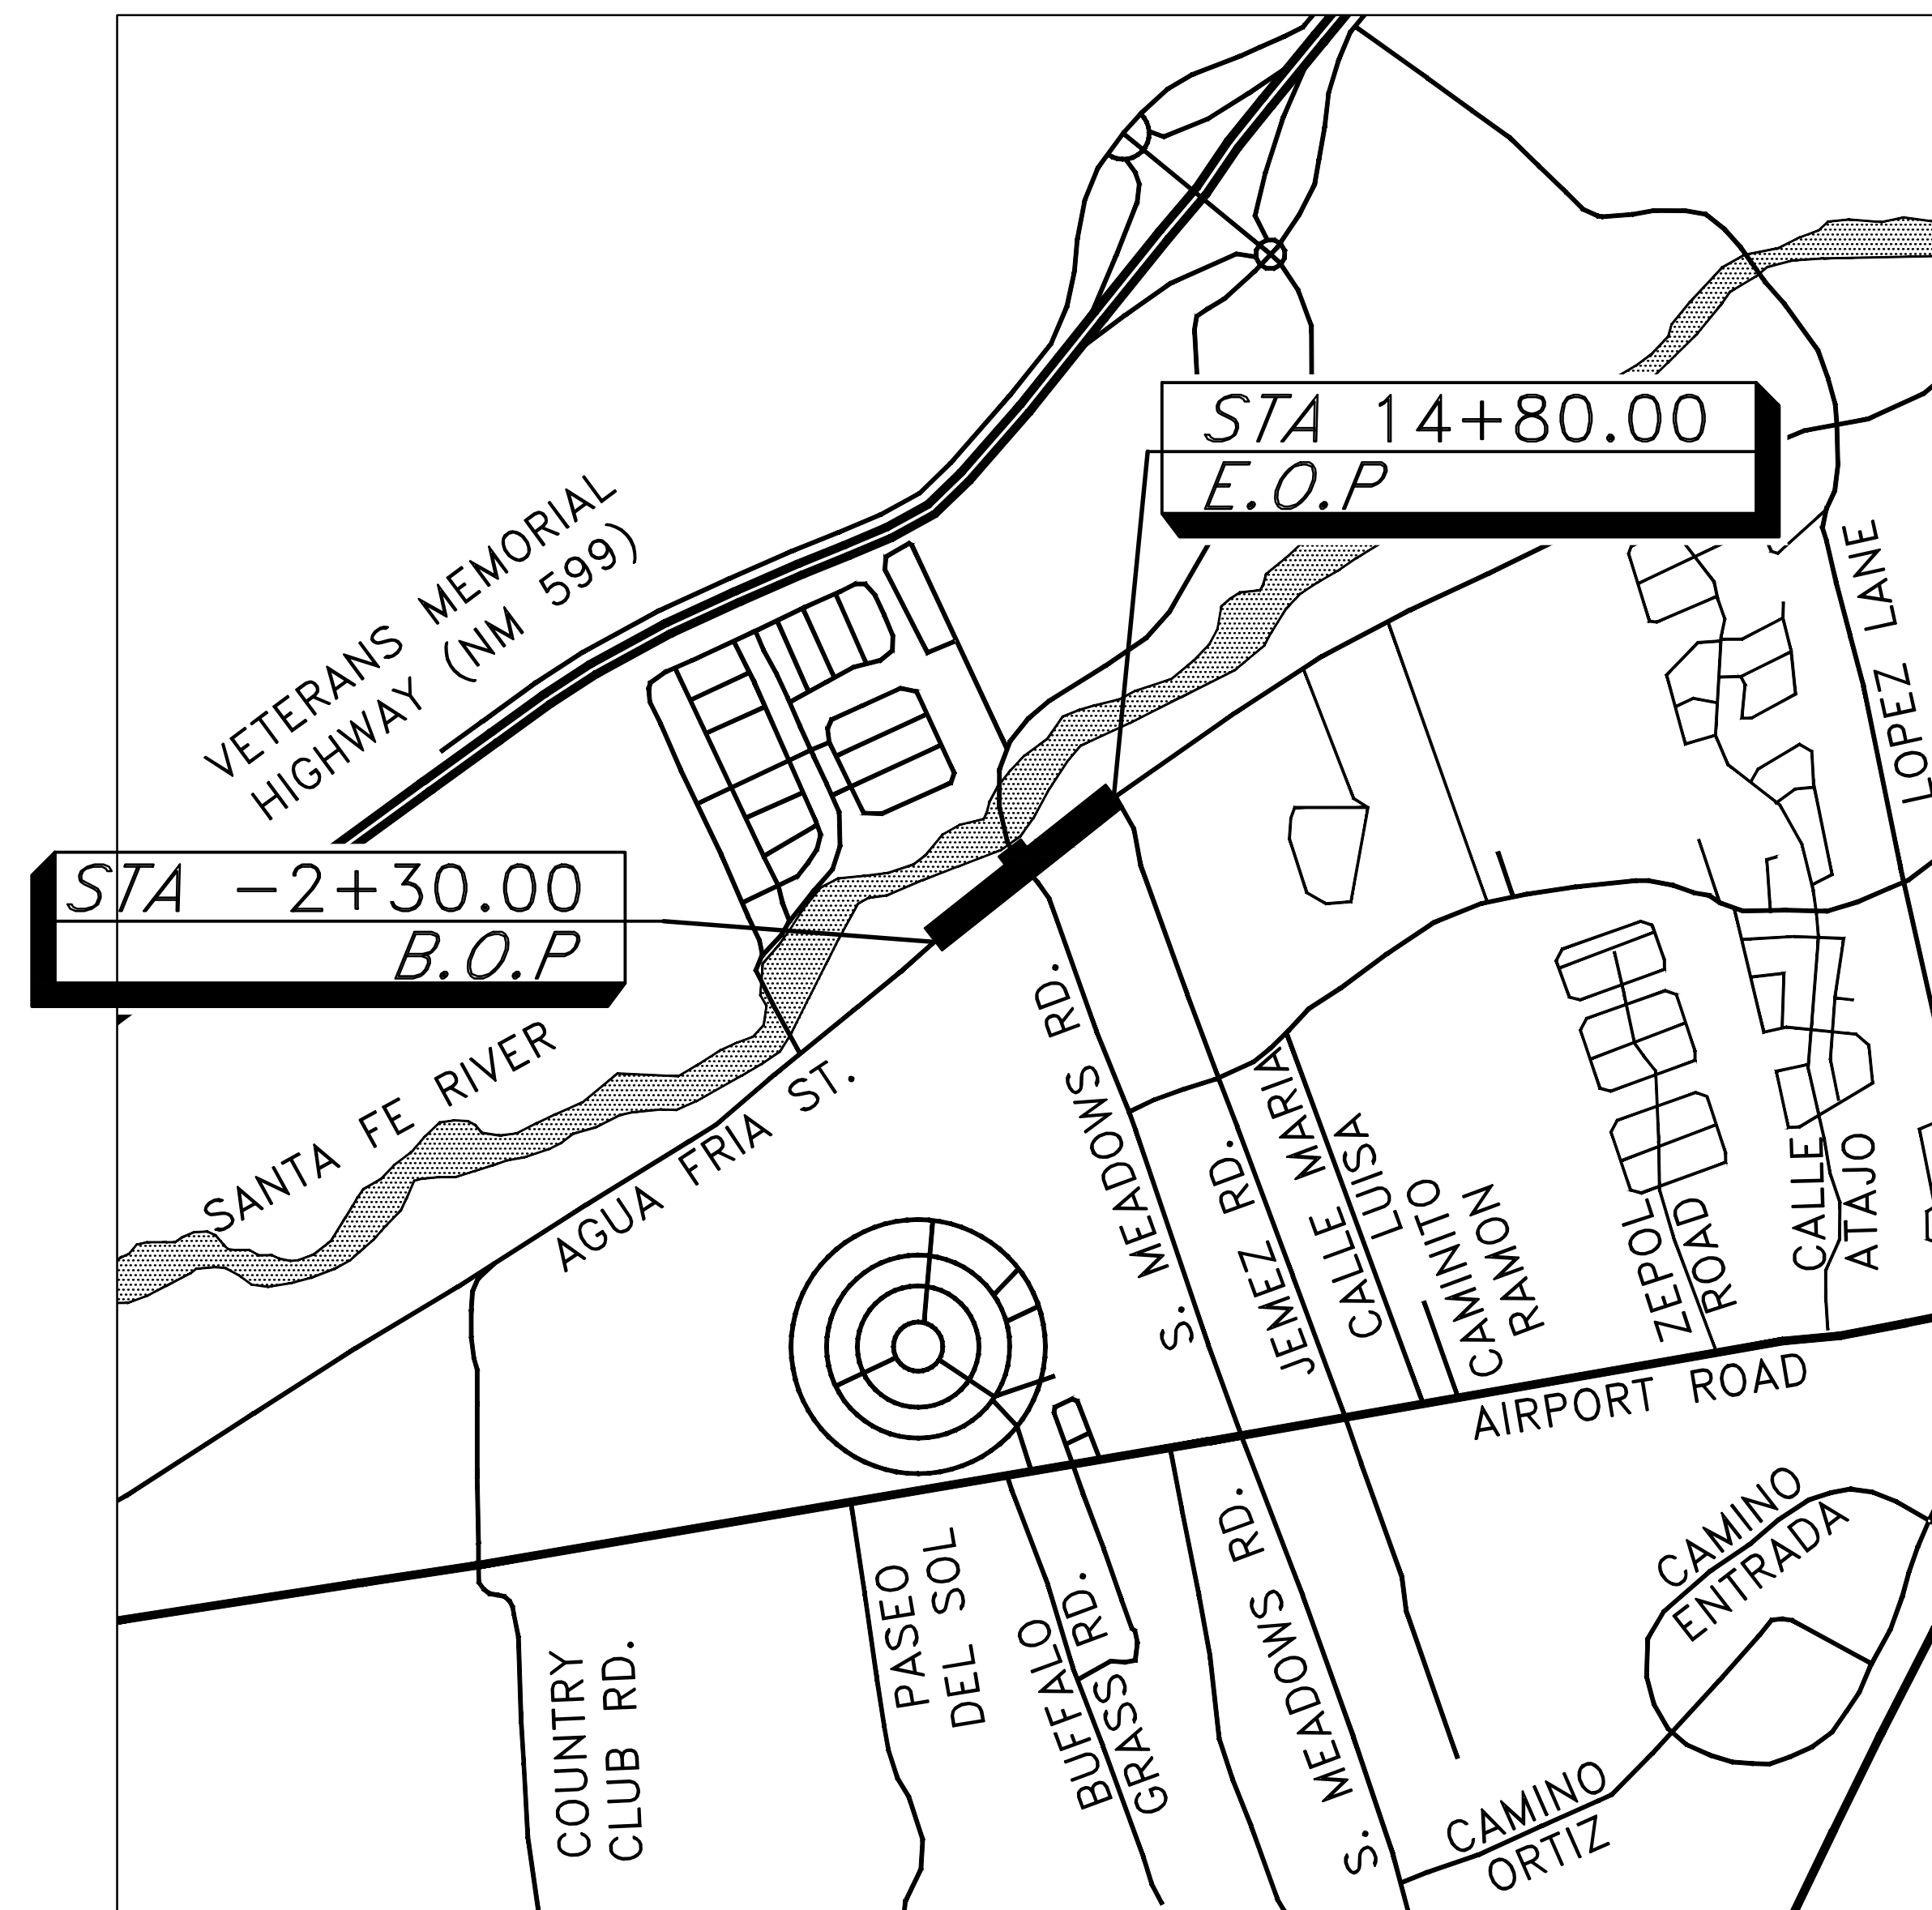 STA 14+80.00
E.O.P
VETERANS MEMORIAL
HIGHWAY (NM 599)
LOPEZ LANE
STA -2+30.00
B.O.P
SANTA FE RIVER
AGUA FRIA ST.
S. MEADOWS RD.
JEMEZ RD.
CALLE MARIA
LUISA
CAMINITO
RAMON
ZEPOL
ROAD
CALLE
ATAJO
AIRPORT ROAD
COUNTRY
CLUB RD.
PASEO
DEL SOL
BUFFALO
GRASS RD.
S. MEADOWS RD.
CAMINO
ENTRADA
CAMINO
ORTIZ